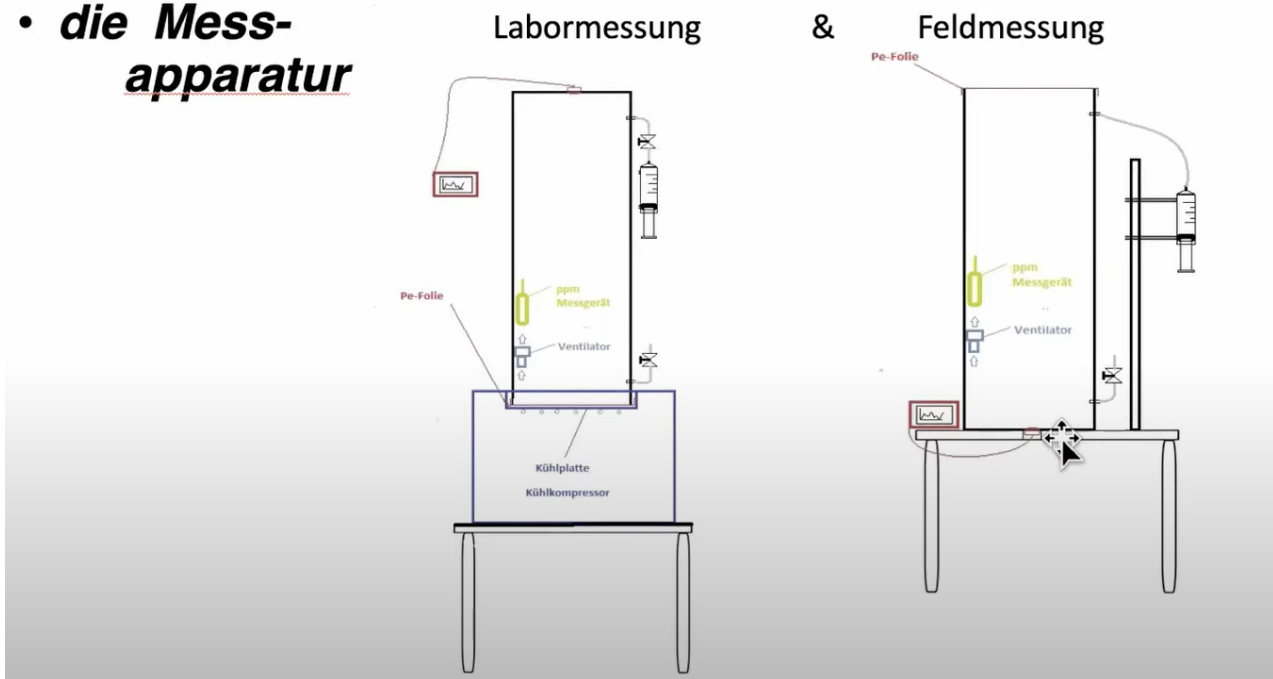 • die Mess-
apparatur
Labormessung & Feldmessung
Pe-Folie
ppm
Messgerät
Ventilator
Kühlplatte
Kühlkompressor
Pe-Folie
ppm
Messgerät
Ventilator